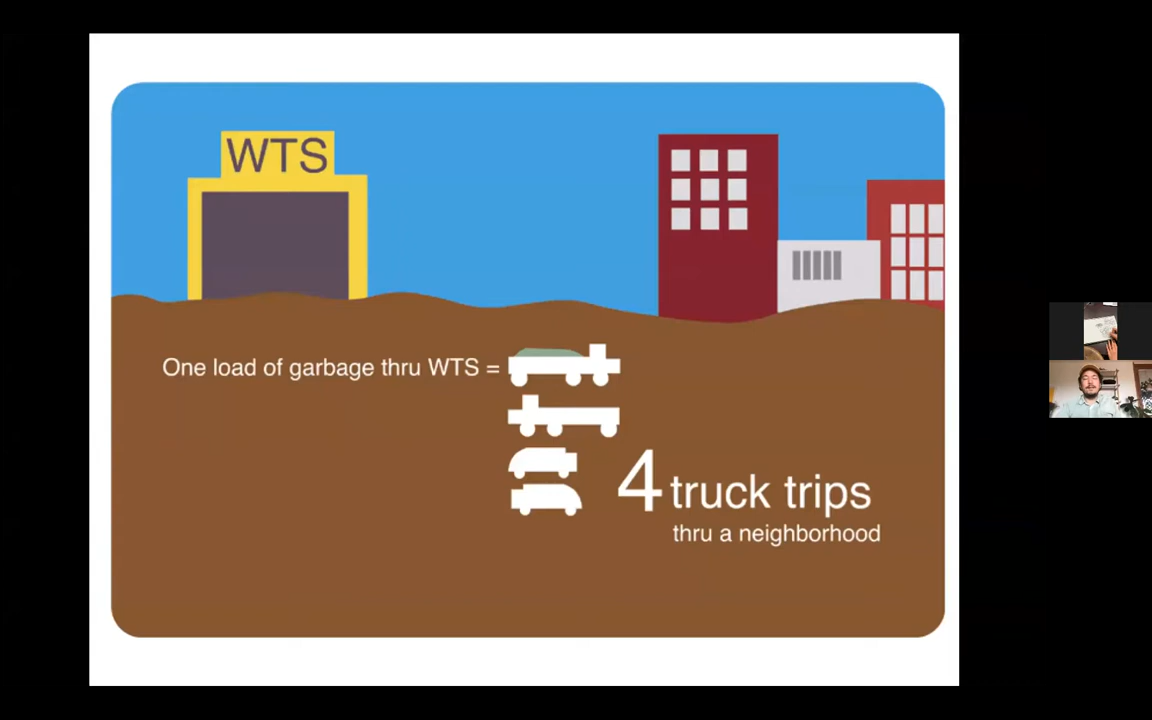 WTS
One load of garbage thru WTS =
4 truck trips
thru a neighborhood